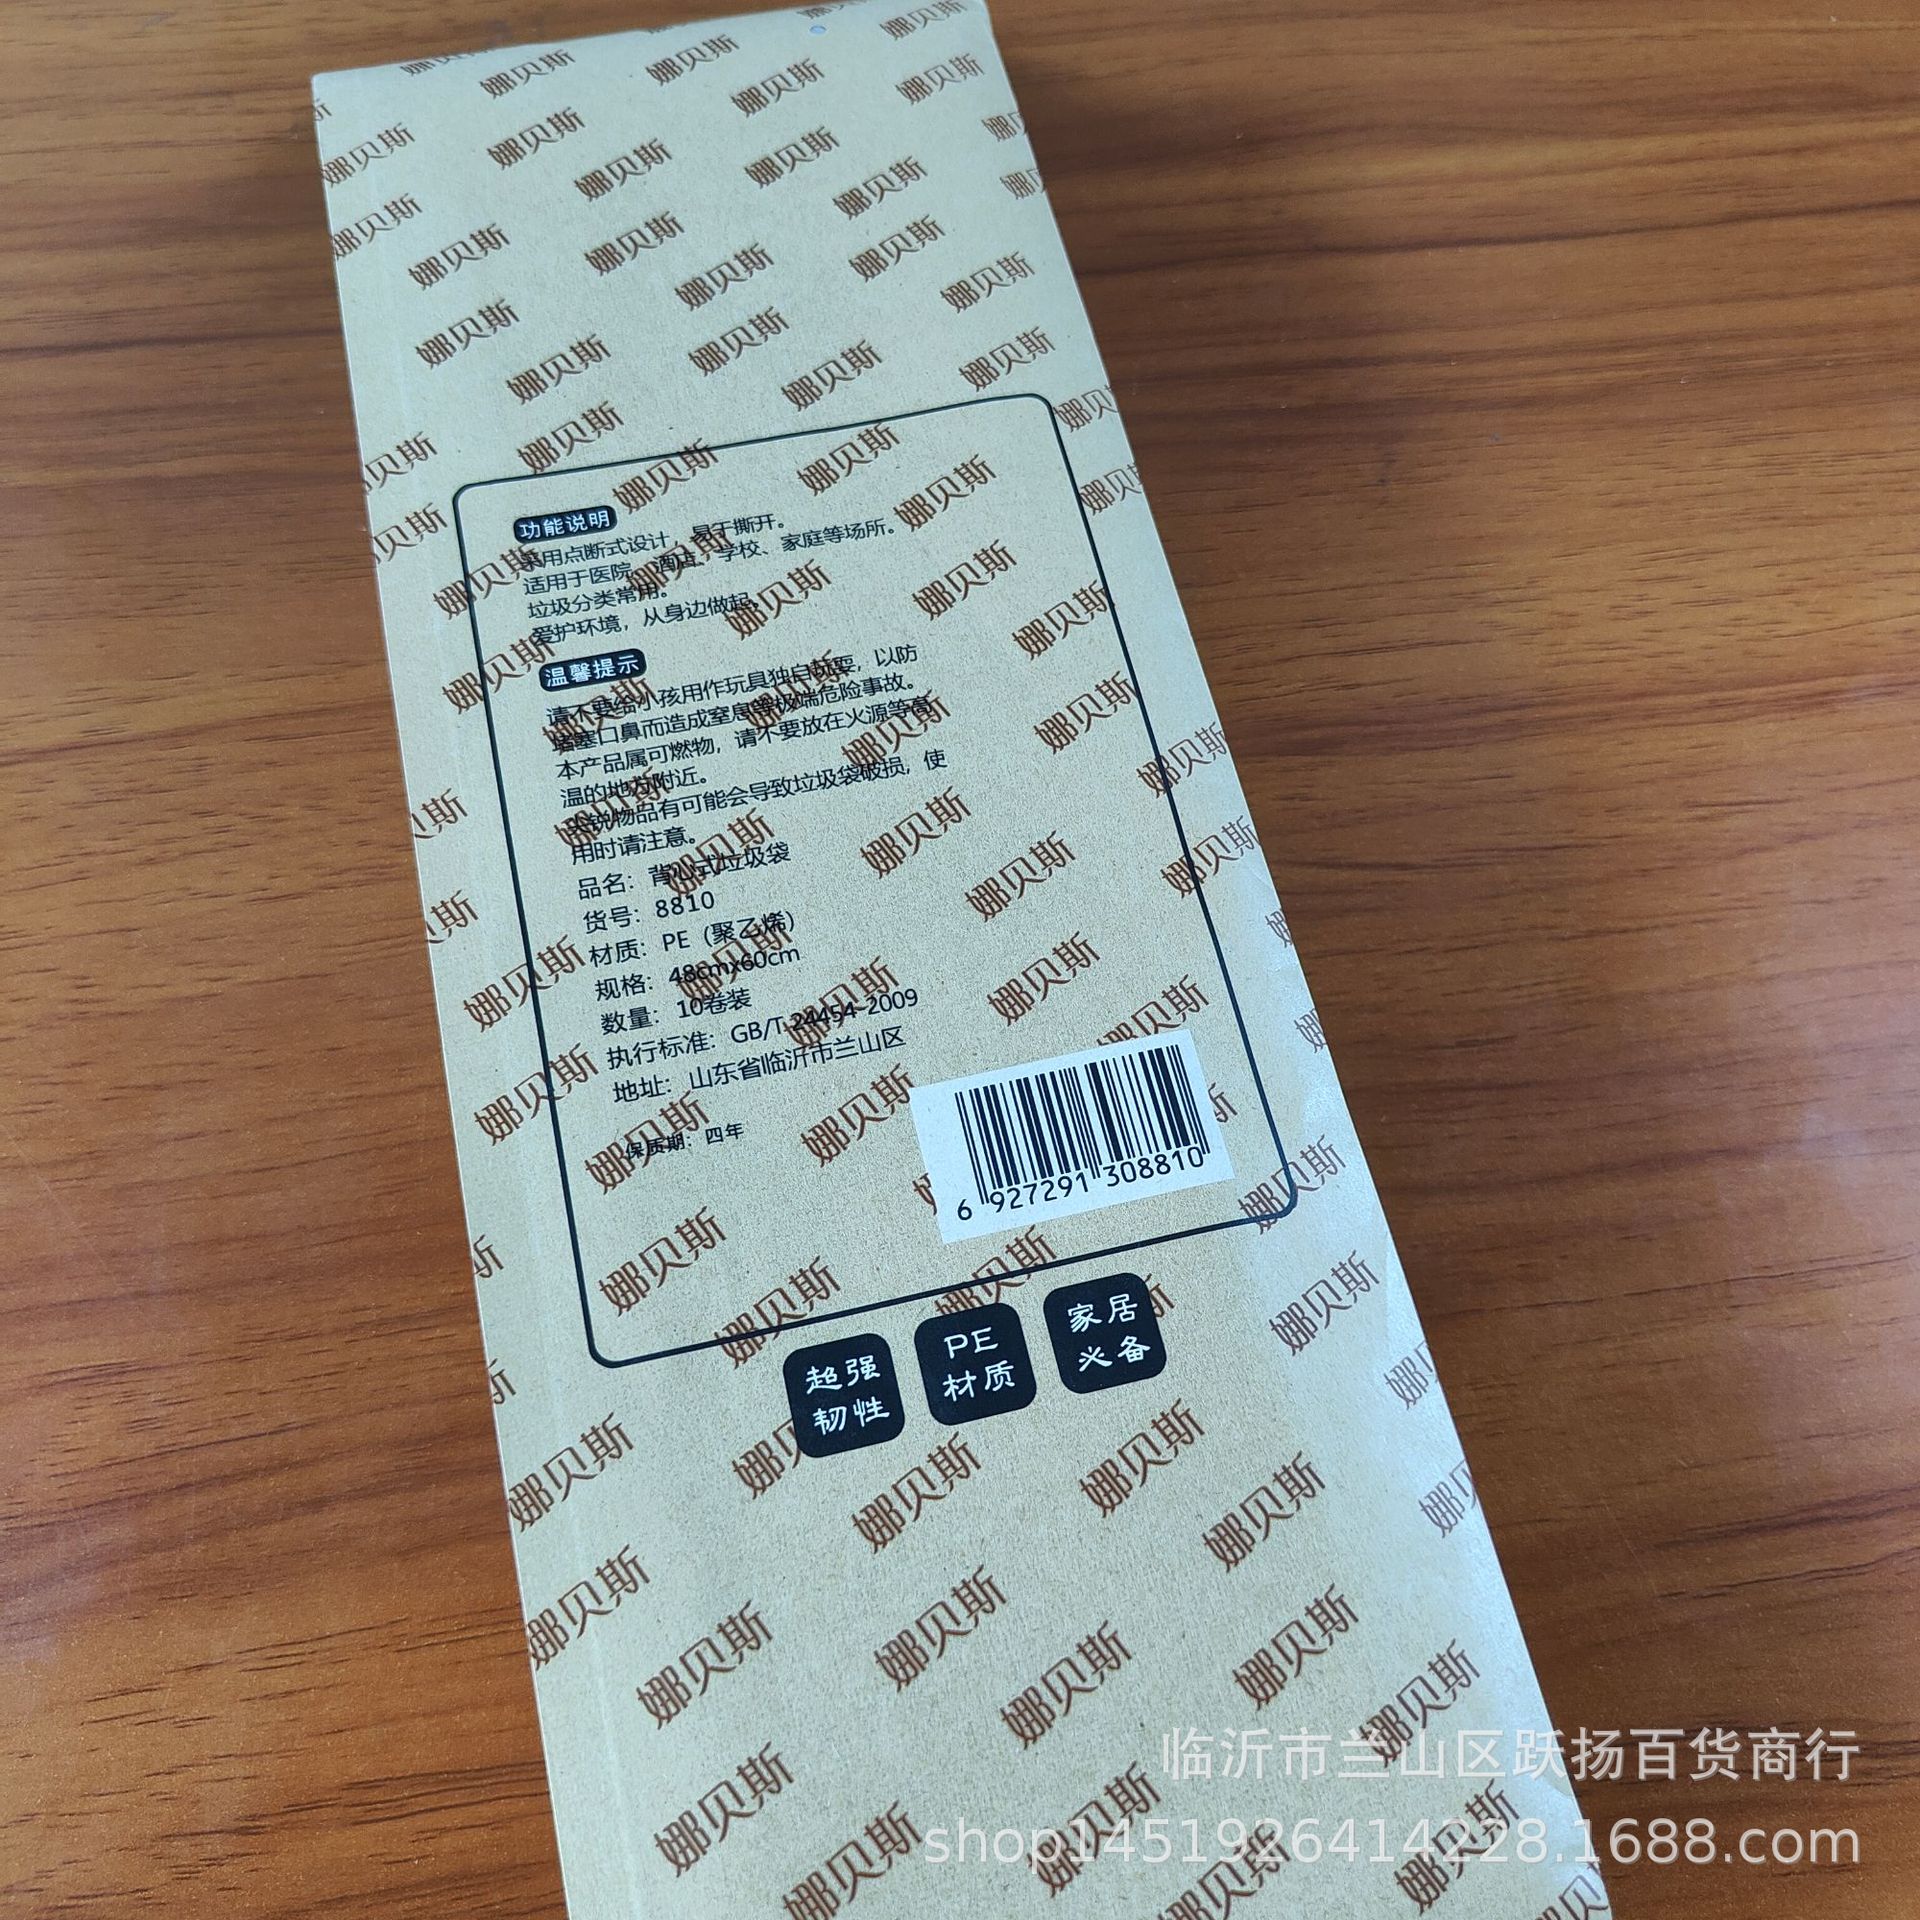 娜贝斯
功能说明
采用点断式设计，易于撕开。
适用于医院、酒店、学校、家庭等场所。
垃圾分类常用。
爱护环境，从身边做起。
温馨提示
请不要给小孩用作玩具独自玩耍，以防
堵塞口鼻而造成窒息等极端危险事故。
本产品属可燃物，请不要放在火源等高
温的地方附近。
尖锐物品有可能会导致垃圾袋破损，使
用时请注意。
品名：背心式垃圾袋
货号：8810
材质：PE（聚乙烯）
规格：48cmx60cm
数量：10卷装
执行标准：GB/T 24454-2009
地址：山东省临沂市兰山区
保质期：四年
6 927291 308810
超强
韧性
PE
材质
家居
必备
临沂市兰山区跃扬百货商行
shop1451926414228.1688.com